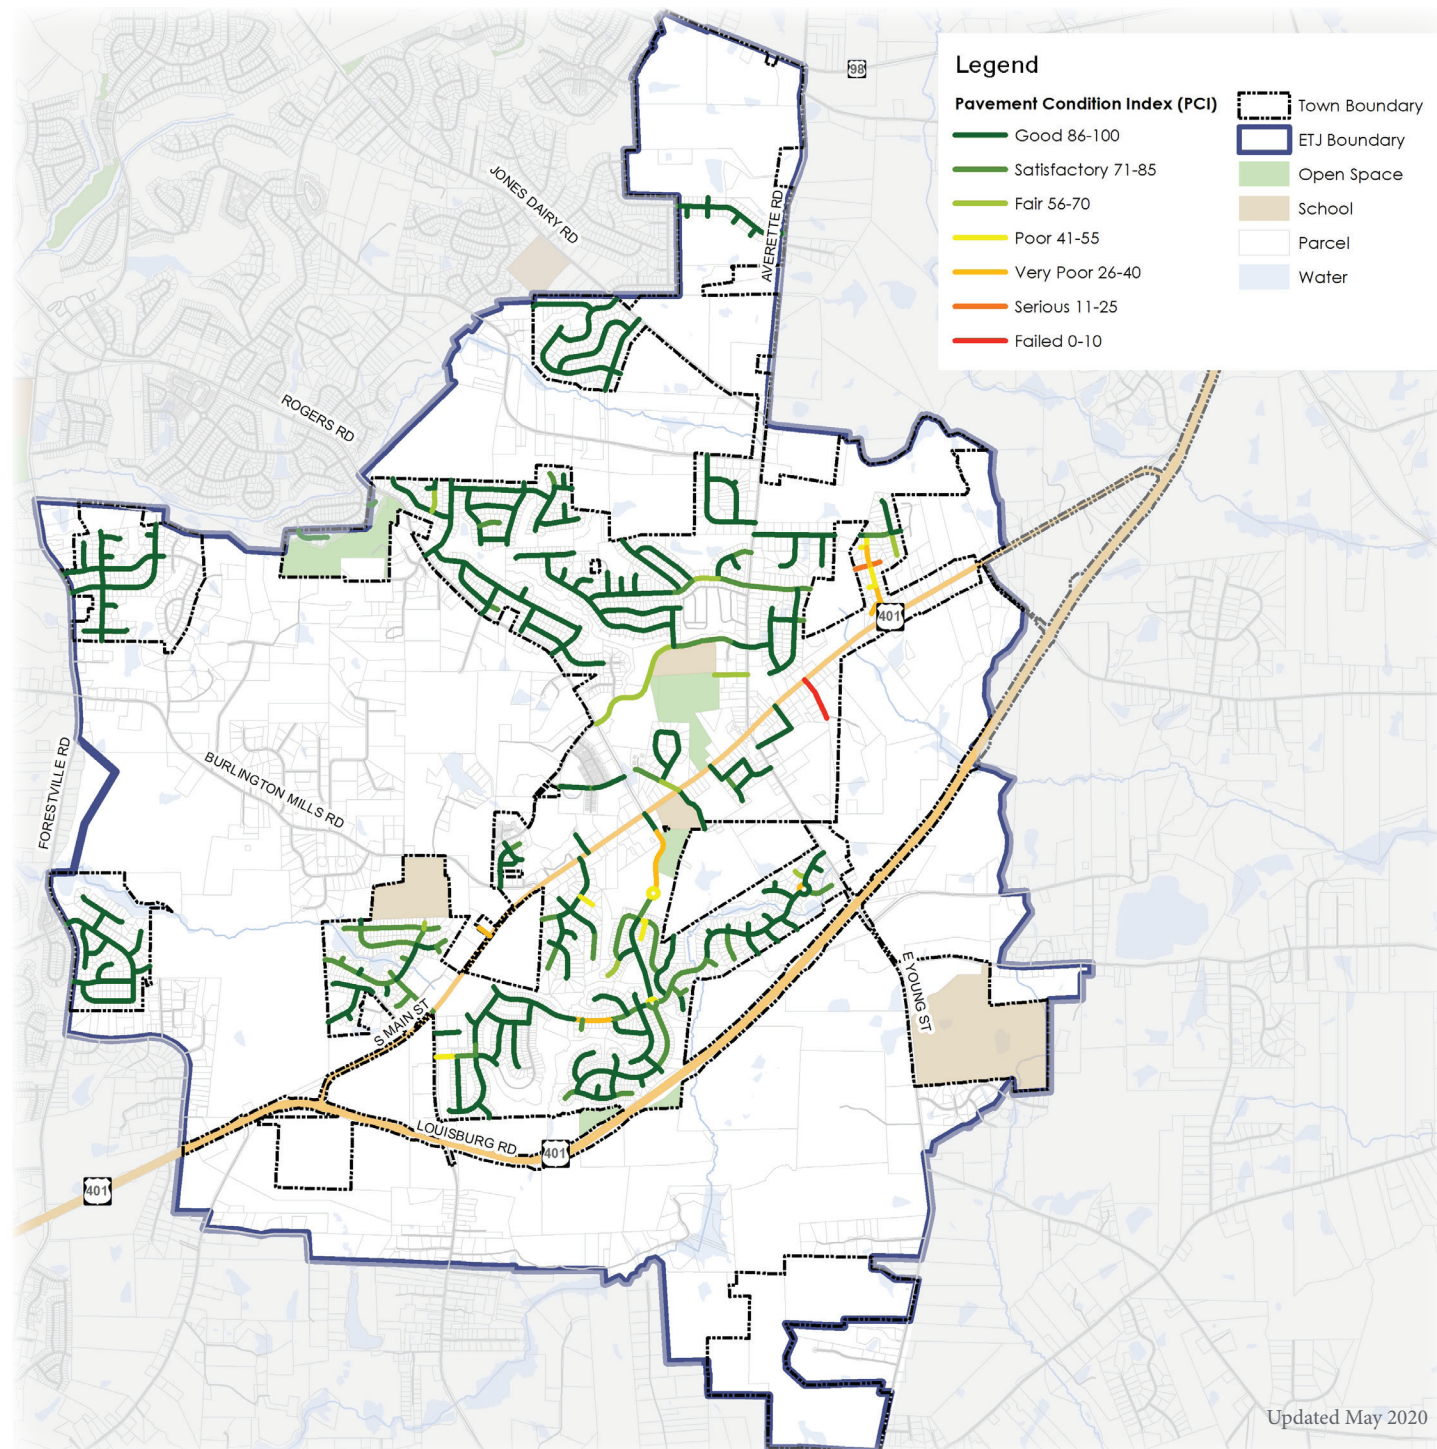 Legend
Pavement Condition Index (PCI)
Good 86-100
Satisfactory 71-85
Fair 56-70
Poor 41-55
Very Poor 26-40
Serious 11-25
Failed 0-10
Town Boundary
ETJ Boundary
Open Space
School
Parcel
Water
98
JONES DAIRY RD
AVERETTE RD
ROGERS RD
401
FORESTVILLE RD
BURLINGTON MILLS RD
E YOUNG ST
S MAIN ST
LOUISBURG RD
401
401
Updated May 2020